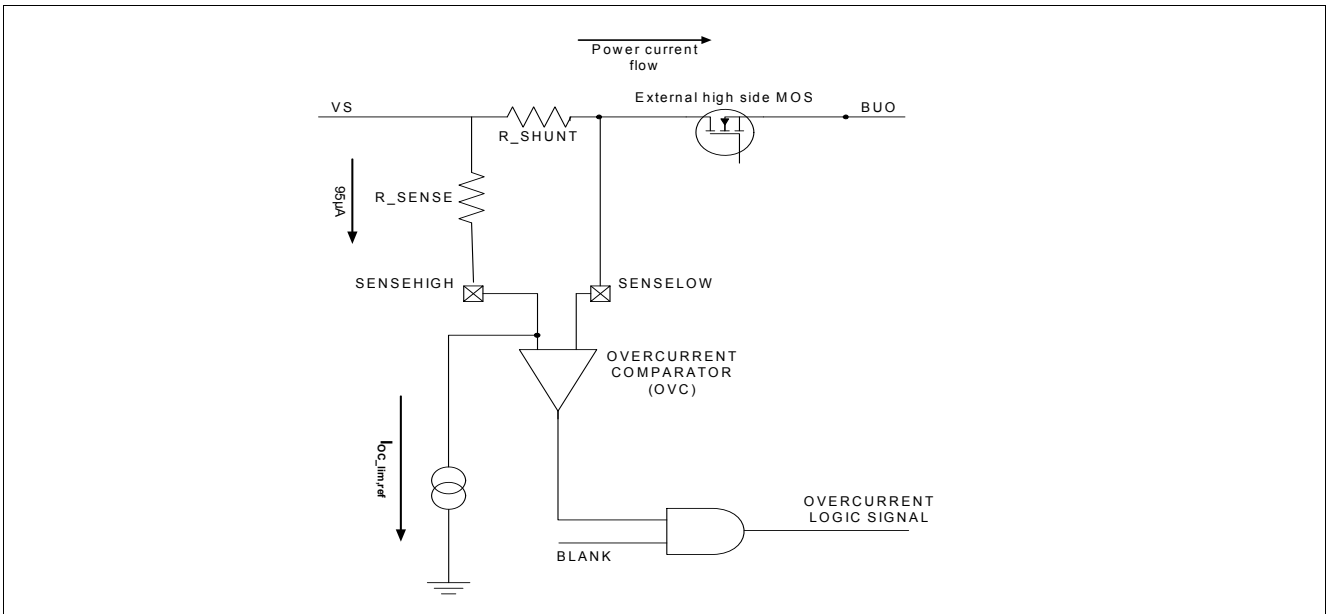 Power current
flow
External high side MOS
VS
BUO
R_SHUNT
95µA
R_SENSE
SENSEHIGH
SENSELOW
OVERCURRENT
COMPARATOR
(OVC)
IOC_lim,ref
OVERCURRENT
LOGIC SIGNAL
BLANK